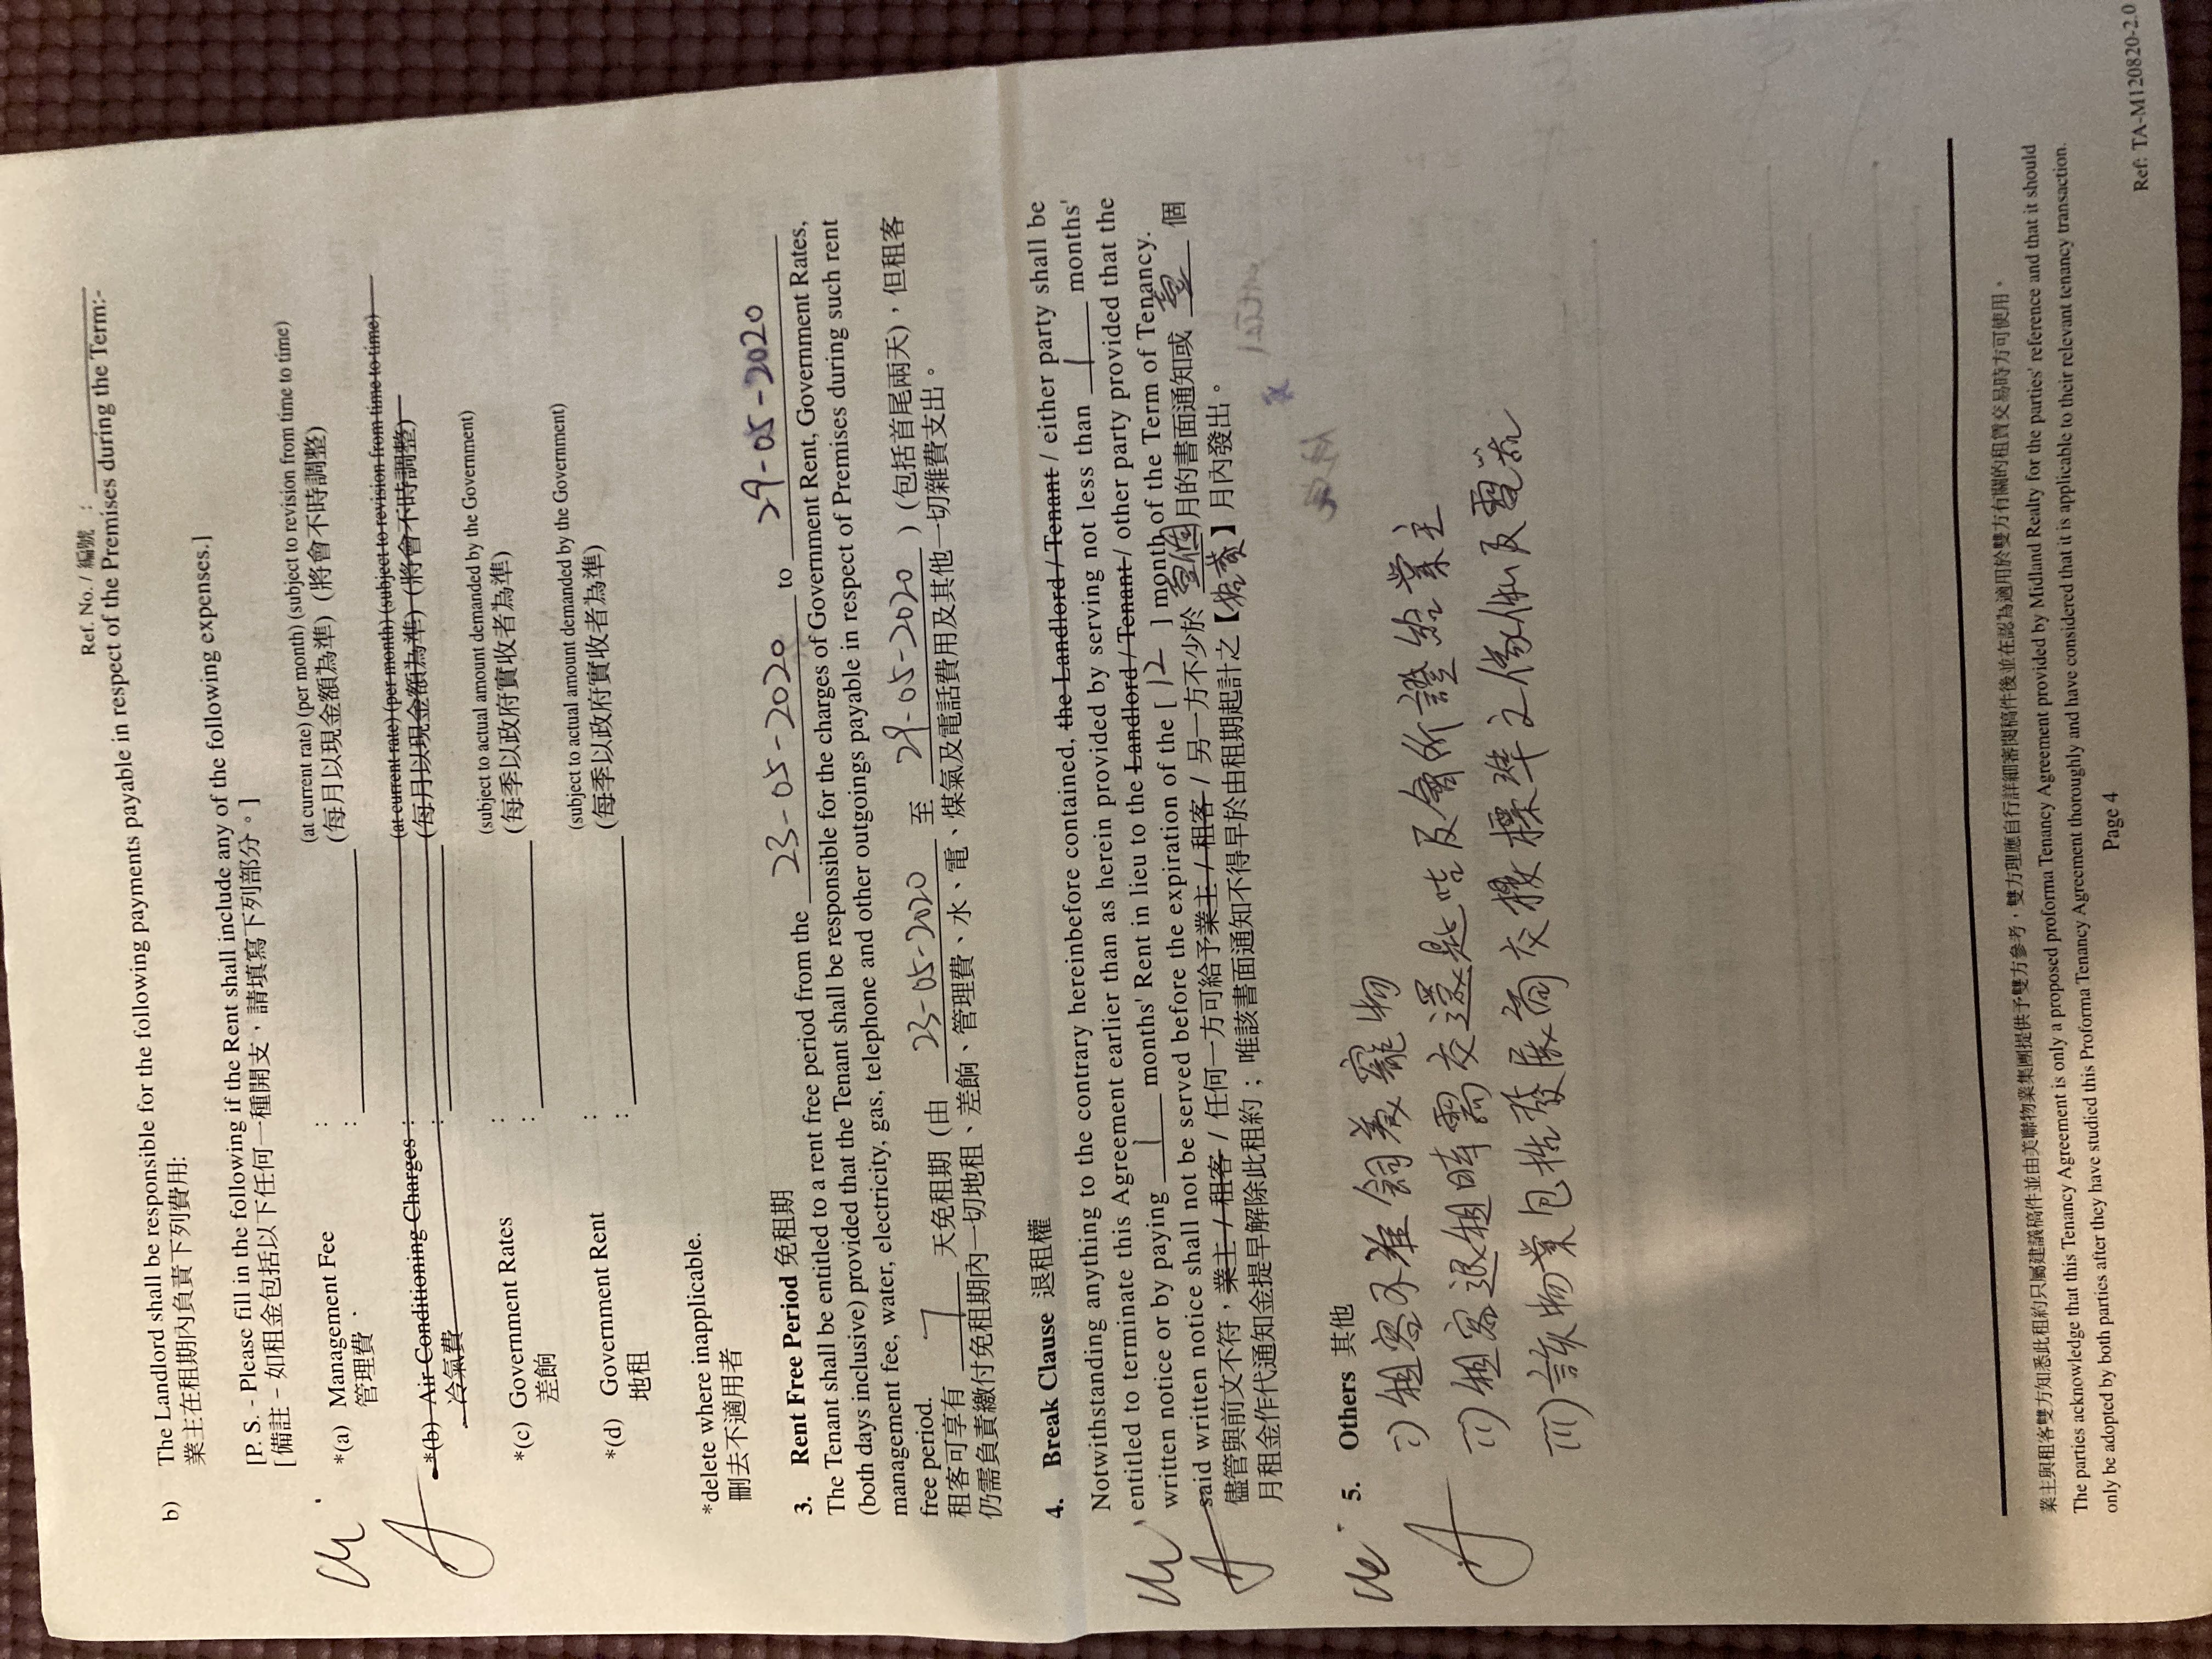 Ref. No. / 編號 :
b) The Landlord shall be responsible for the following payments payable in respect of the Premises during the Term:-
業主在租期內負責下列費用:
[P. S. - Please fill in the following if the Rent shall include any of the following expenses.]
[備註 - 如租金包括以下任何一種開支，請填寫下列部分。]
*(a) Management Fee : (at current rate) (per month) (subject to revision from time to time)
管理費 : (每月以現金額為準) (將會不時調整)
*(b) Air-Conditioning Charges : (at current rate) (per month) (subject to revision from time to time)
冷氣費 : (每月以現金額為準) (將會不時調整)
*(c) Government Rates : (subject to actual amount demanded by the Government)
差餉 : (每季以政府實收者為準)
*(d) Government Rent : (subject to actual amount demanded by the Government)
地租 : (每季以政府實收者為準)
*delete where inapplicable.
刪去不適用者
3. Rent Free Period 免租期
The Tenant shall be entitled to a rent free period from the 23-05-2020 to 29-05-2020
(both days inclusive) provided that the Tenant shall be responsible for the charges of Government Rent, Government Rates,
management fee, water, electricity, gas, telephone and other outgoings payable in respect of Premises during such rent
free period.
租客可享有 7 天免租期 (由 23-05-2020 至 29-05-2020 ) (包括首尾兩天)，但租客
仍需負責繳付免租期內一切地租、差餉、管理費、水、電、煤氣及電話費用及其他一切雜費支出。
4. Break Clause 退租權
Notwithstanding anything to the contrary hereinbefore contained, the Landlord / Tenant / either party shall be
entitled to terminate this Agreement earlier than as herein provided by serving not less than 1 months'
written notice or by paying 1 months' Rent in lieu to the Landlord / Tenant / other party provided that the
said written notice shall not be served before the expiration of the [ 12 ] month of the Term of Tenancy.
儘管與前文不符，業主 / 租客 / 任何一方可給予業主 / 租客 / 另一方不少於 壹個 月的書面通知或 壹 個
月租金作代通知金提早解除此租約；唯該書面通知不得早於由租期起計之【拾貳】月內發出。
5. Others 其他
i) 租客不准飼養寵物
ii) 租客退租時需交還匙咭及會所證給業主
iii) 該物業包括發展商交樓標準之傢俬及電器
業主與租客雙方知悉此租約只屬建議稿件並由美聯物業集團提供予雙方參考，雙方理應自行詳細審閱稿件後並在認為適用於雙方有關的租賃交易時方可使用。
The parties acknowledge that this Tenancy Agreement is only a proposed proforma Tenancy Agreement provided by Midland Realty for the parties' reference and that it should
only be adopted by both parties after they have studied this Proforma Tenancy Agreement thoroughly and have considered that it is applicable to their relevant tenancy transaction.
Page 4
Ref: TA-M120820-2.0